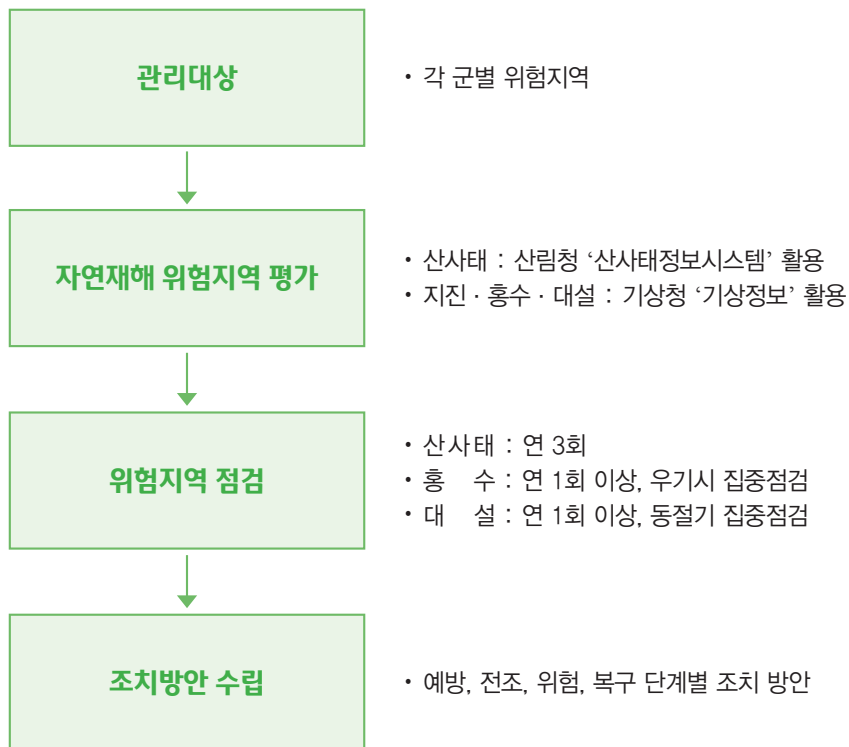 관리대상
• 각 군별 위험지역
자연재해 위험지역 평가
• 산사태 : 산림청 ‘산사태정보시스템’ 활용
• 지진 · 홍수 · 대설 : 기상청 ‘기상정보’ 활용
위험지역 점검
• 산사태 : 연 3회
• 홍 수 : 연 1회 이상, 우기시 집중점검
• 대 설 : 연 1회 이상, 동절기 집중점검
조치방안 수립
• 예방, 전조, 위험, 복구 단계별 조치 방안